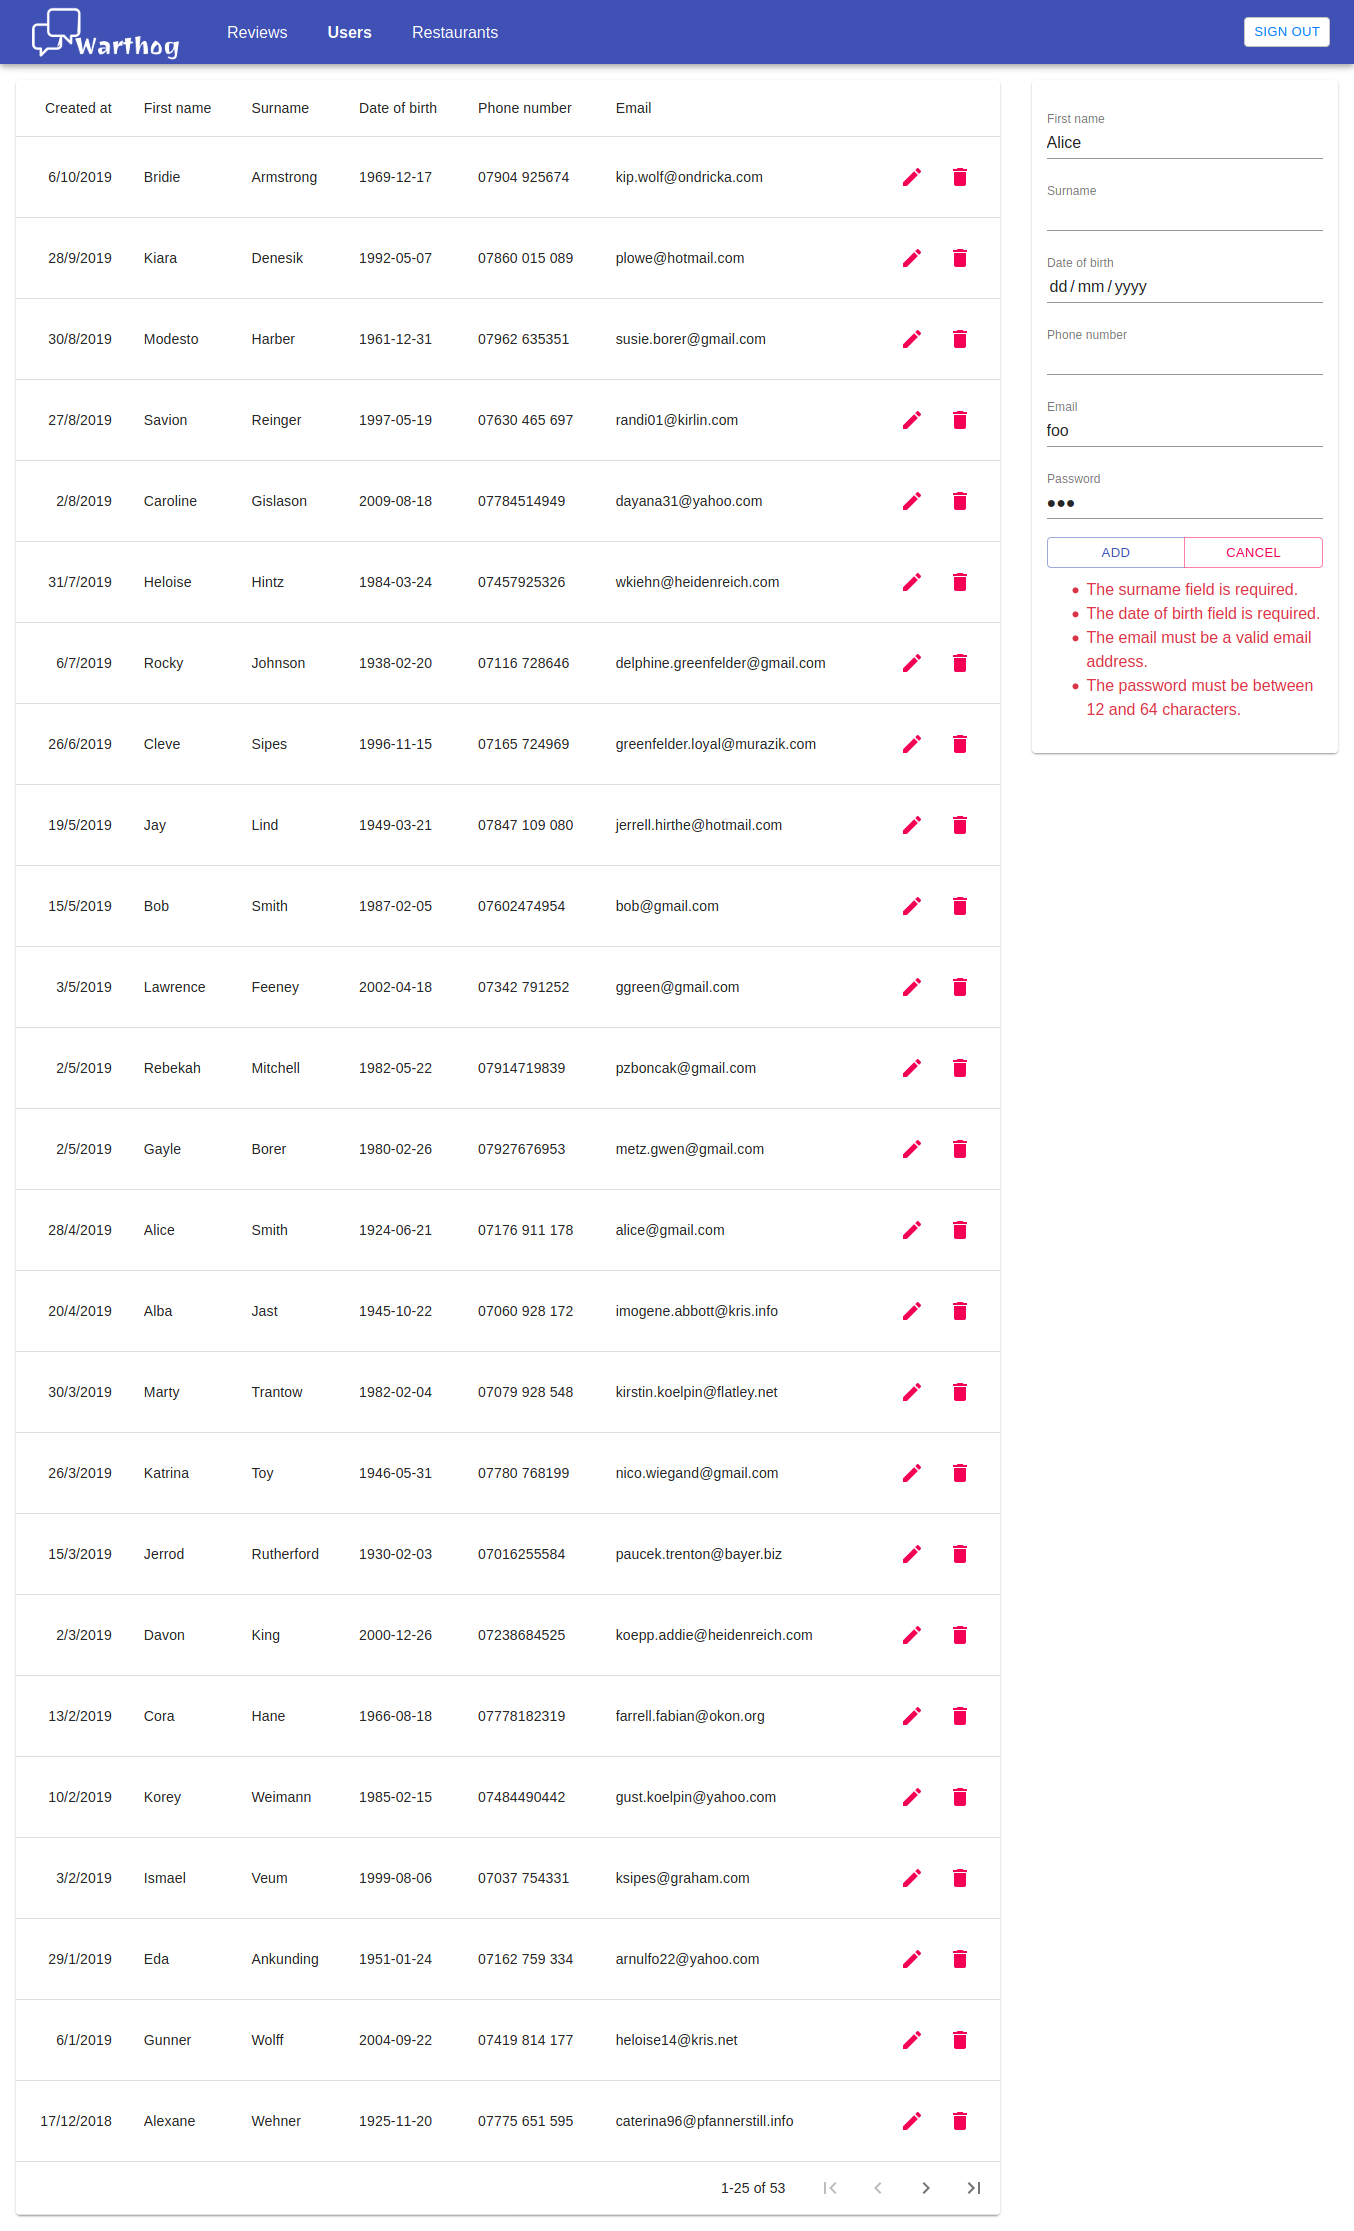 Warthog Reviews Users Restaurants SIGN OUT
Created at First name Surname Date of birth Phone number Email
6/10/2019 Bridie Armstrong 1969-12-17 07904 925674 kip.wolf@ondricka.com
28/9/2019 Kiara Denesik 1992-05-07 07860 015 089 plowe@hotmail.com
30/8/2019 Modesto Harber 1961-12-31 07962 635351 susie.borer@gmail.com
27/8/2019 Savion Reinger 1997-05-19 07630 465 697 randi01@kirlin.com
2/8/2019 Caroline Gislason 2009-08-18 07784514949 dayana31@yahoo.com
31/7/2019 Heloise Hintz 1984-03-24 07457925326 wkiehn@heidenreich.com
6/7/2019 Rocky Johnson 1938-02-20 07116 728646 delphine.greenfelder@gmail.com
26/6/2019 Cleve Sipes 1996-11-15 07165 724969 greenfelder.loyal@murazik.com
19/5/2019 Jay Lind 1949-03-21 07847 109 080 jerrell.hirthe@hotmail.com
15/5/2019 Bob Smith 1987-02-05 07602474954 bob@gmail.com
3/5/2019 Lawrence Feeney 2002-04-18 07342 791252 ggreen@gmail.com
2/5/2019 Rebekah Mitchell 1982-05-22 07914719839 pzboncak@gmail.com
2/5/2019 Gayle Borer 1980-02-26 07927676953 metz.gwen@gmail.com
28/4/2019 Alice Smith 1924-06-21 07176 911 178 alice@gmail.com
20/4/2019 Alba Jast 1945-10-22 07060 928 172 imogene.abbott@kris.info
30/3/2019 Marty Trantow 1982-02-04 07079 928 548 kirstin.koelpin@flatley.net
26/3/2019 Katrina Toy 1946-05-31 07780 768199 nico.wiegand@gmail.com
15/3/2019 Jerrod Rutherford 1930-02-03 07016255584 paucek.trenton@bayer.biz
2/3/2019 Davon King 2000-12-26 07238684525 koepp.addie@heidenreich.com
13/2/2019 Cora Hane 1966-08-18 07778182319 farrell.fabian@okon.org
10/2/2019 Korey Weimann 1985-02-15 07484490442 gust.koelpin@yahoo.com
3/2/2019 Ismael Veum 1999-08-06 07037 754331 ksipes@graham.com
29/1/2019 Eda Ankunding 1951-01-24 07162 759 334 arnulfo22@yahoo.com
6/1/2019 Gunner Wolff 2004-09-22 07419 814 177 heloise14@kris.net
17/12/2018 Alexane Wehner 1925-11-20 07775 651 595 caterina96@pfannerstill.info
1-25 of 53
First name
Alice
Surname
Date of birth
dd/mm/yyyy
Phone number
Email
foo
Password
•••
ADD CANCEL
• The surname field is required.
• The date of birth field is required.
• The email must be a valid email
address.
• The password must be between
12 and 64 characters.